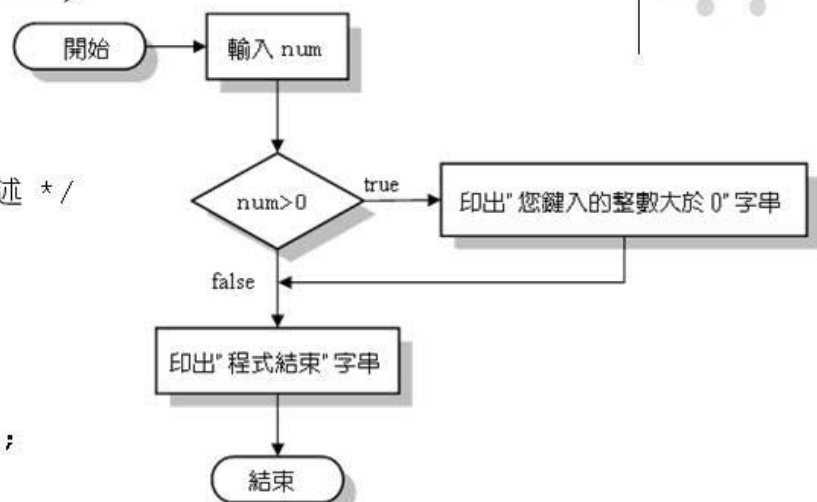 開始
輸入 num
述 */
num>0
true
印出"您鍵入的整數大於 0"字串
false
印出"程式結束"字串
;
結束